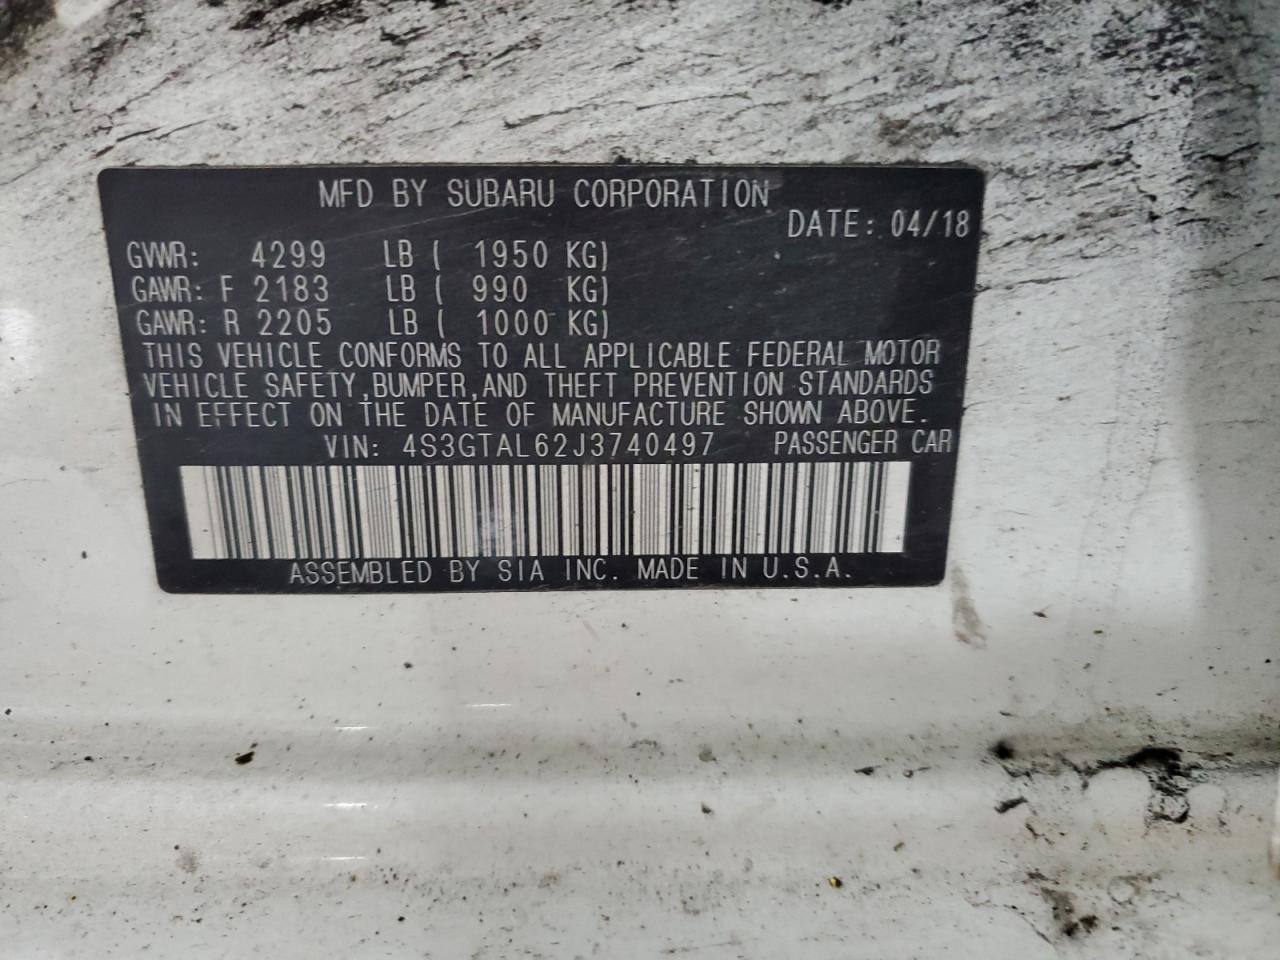 MFD BY SUBARU CORPORATION
DATE: 04/18
GVWR: 4299 LB ( 1950 KG)
GAWR: F 2183 LB ( 990 KG)
GAWR: R 2205 LB ( 1000 KG)
THIS VEHICLE CONFORMS TO ALL APPLICABLE FEDERAL MOTOR
VEHICLE SAFETY,BUMPER,AND THEFT PREVENTION STANDARDS
IN EFFECT ON THE DATE OF MANUFACTURE SHOWN ABOVE.
VIN: 4S3GTAL62J3740497 PASSENGER CAR
ASSEMBLED BY SIA INC. MADE IN U.S.A.